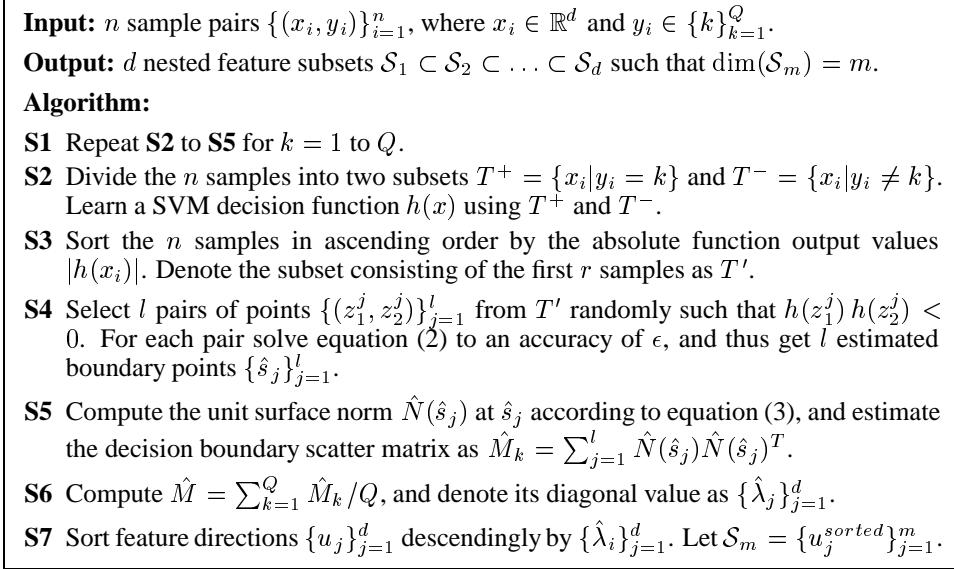 Input: n sample pairs {(x_i, y_i)}_{i=1}^n, where x_i ∈ ℝ^d and y_i ∈ {k}_{k=1}^Q.
Output: d nested feature subsets 𝒮_1 ⊂ 𝒮_2 ⊂ … ⊂ 𝒮_d such that dim(𝒮_m) = m.
Algorithm:
S1 Repeat S2 to S5 for k = 1 to Q.
S2 Divide the n samples into two subsets T^+ = {x_i|y_i = k} and T^− = {x_i|y_i ≠ k}.
Learn a SVM decision function h(x) using T^+ and T^−.
S3 Sort the n samples in ascending order by the absolute function output values
|h(x_i)|. Denote the subset consisting of the first r samples as T′.
S4 Select l pairs of points {(z_1^j, z_2^j)}_{j=1}^l from T′ randomly such that h(z_1^j) h(z_2^j) <
0. For each pair solve equation (2) to an accuracy of ϵ, and thus get l estimated
boundary points {ŝ_j}_{j=1}^l.
S5 Compute the unit surface norm N̂(ŝ_j) at ŝ_j according to equation (3), and estimate
the decision boundary scatter matrix as M̂_k = ∑_{j=1}^l N̂(ŝ_j)N̂(ŝ_j)^T.
S6 Compute M̂ = ∑_{k=1}^Q M̂_k/Q, and denote its diagonal value as {λ̂_j}_{j=1}^d.
S7 Sort feature directions {u_j}_{j=1}^d descendingly by {λ̂_i}_{j=1}^d. Let 𝒮_m = {u_j^{sorted}}_{j=1}^m.